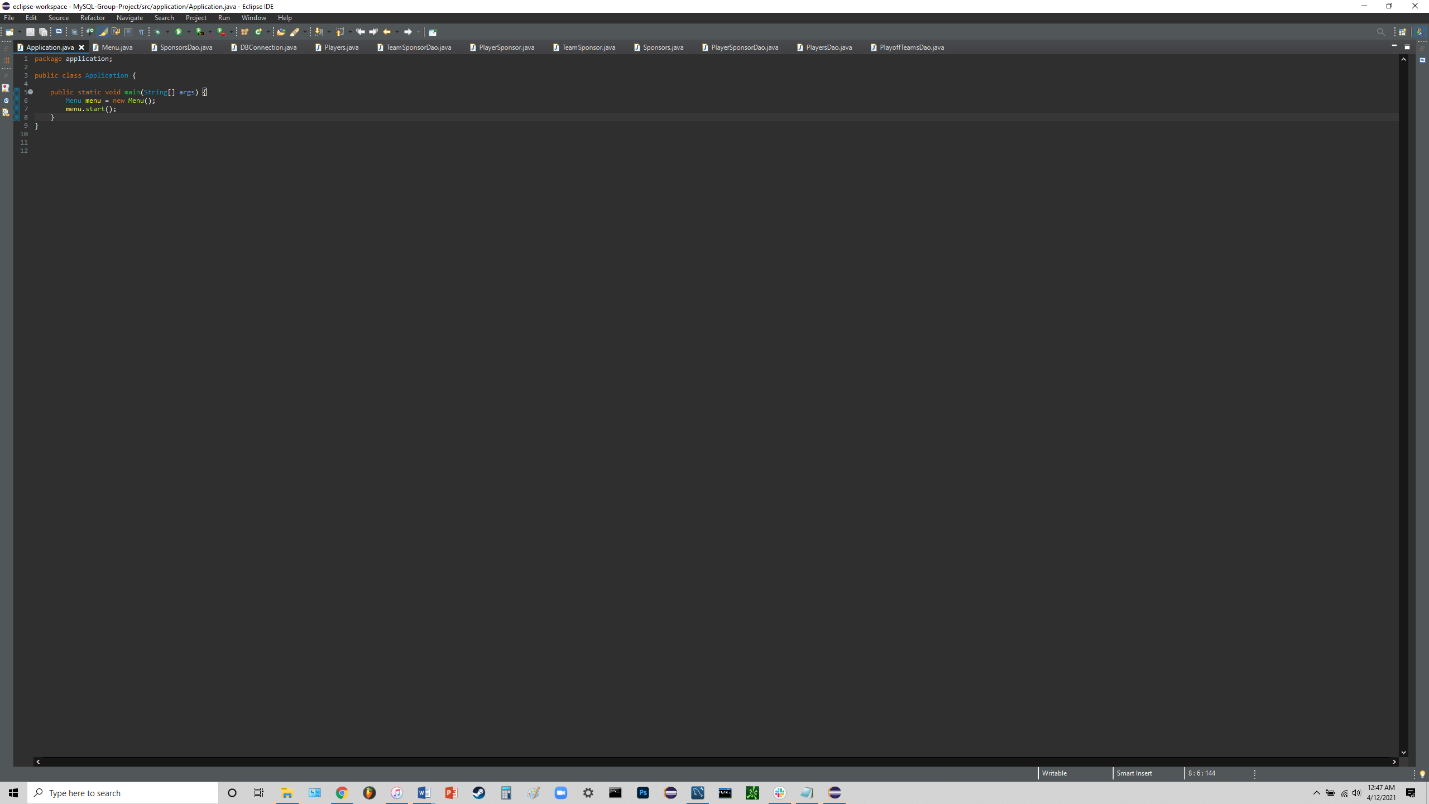 eclipse-workspace - MySQL-Group-Project/src/application/Application.java - Eclipse IDE
File Edit Source Refactor Navigate Search Project Run Window Help
Application.java Menu.java SponsorsDao.java DBConnection.java Players.java TeamSponsorDao.java PlayerSponsor.java TeamSponsor.java Sponsors.java PlayerSponsorDao.java PlayersDao.java PlayoffTeamsDao.java
1 package application;
2
3 public class Application {
4
5 public static void main(String[] args) {
6 Menu menu = new Menu();
7 menu.start();
8 }
9 }
10
11
12
Writable Smart Insert 8 : 6 : 144
Type here to search
12:47 AM
4/12/2021